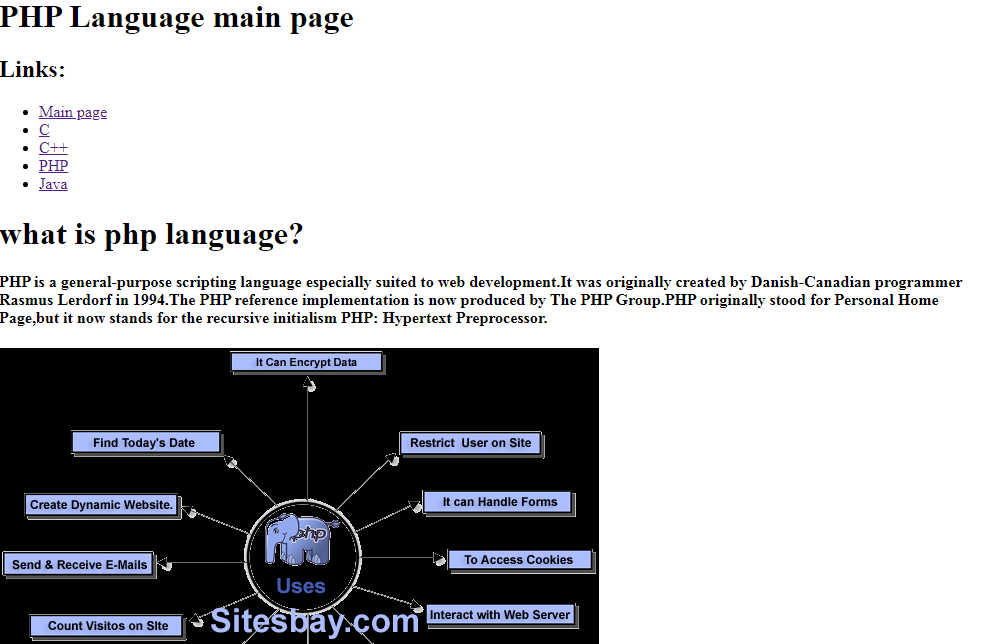 PHP Language main page
Links:
Main page
C
C++
PHP
Java
what is php language?
PHP is a general-purpose scripting language especially suited to web development.It was originally created by Danish-Canadian programmer
Rasmus Lerdorf in 1994.The PHP reference implementation is now produced by The PHP Group.PHP originally stood for Personal Home
Page,but it now stands for the recursive initialism PHP: Hypertext Preprocessor.
It Can Encrypt Data
Find Today's Date
Restrict User on Site
Create Dynamic Website.
It can Handle Forms
php
Send & Receive E-Mails
To Access Cookies
Uses
Count Visitos on SIte
Interact with Web Server
Sitesbay.com